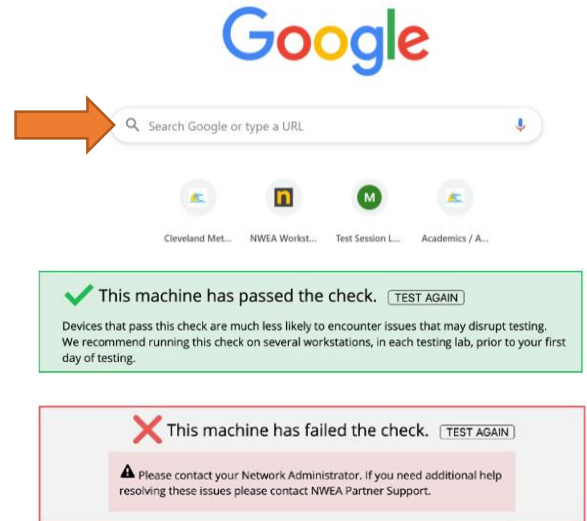 Google
Search Google or type a URL
n
M
Cleveland Met...
NWEA Workst...
Test Session L...
Academics / A...
This machine has passed the check. TEST AGAIN
Devices that pass this check are much less likely to encounter issues that may disrupt testing.
We recommend running this check on several workstations, in each testing lab, prior to your first
day of testing.
This machine has failed the check. TEST AGAIN
Please contact your Network Administrator. If you need additional help
resolving these issues please contact NWEA Partner Support.